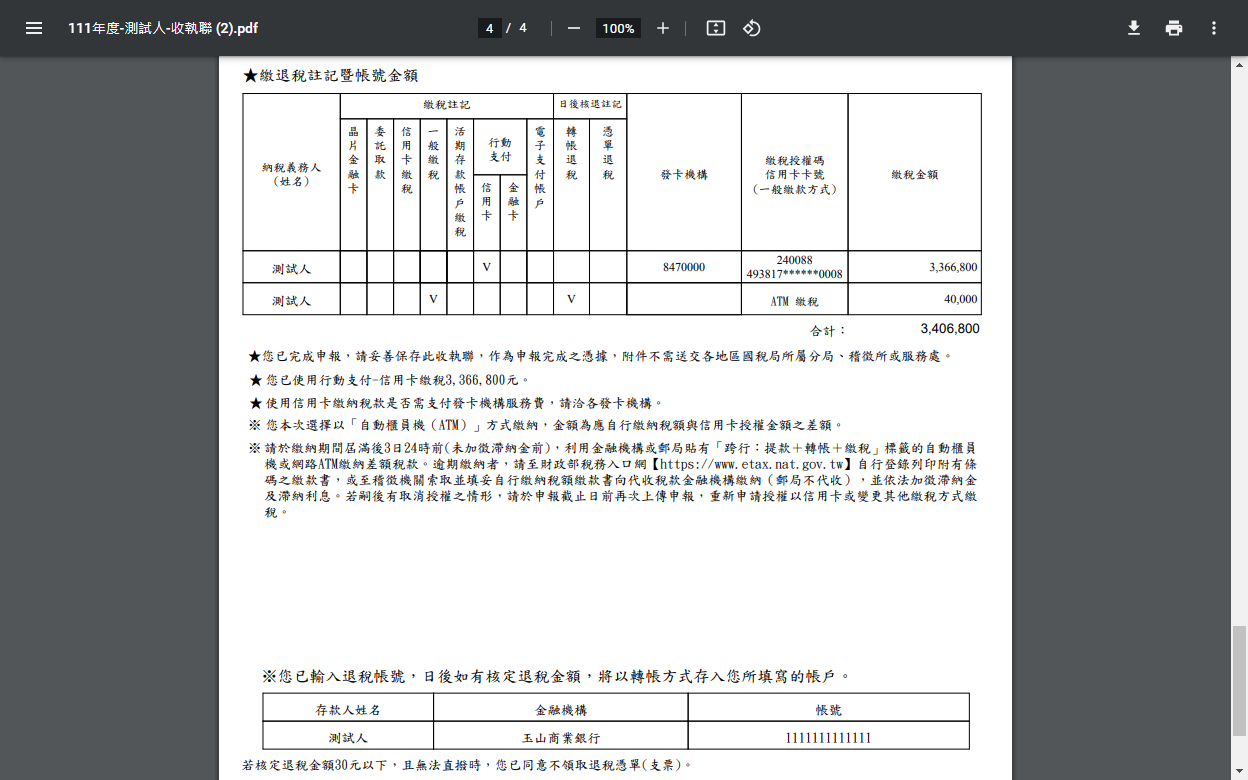 111年度-測試人-收執聯 (2).pdf
4 / 4
100%
★繳退稅註記暨帳號金額
納稅義務人
（姓名）
繳稅註記
日後核退註記
晶片金融卡
委託取款
信用卡繳稅
一般繳稅
活期存款帳戶繳稅
行動
支付
信用卡
金融卡
電子支付帳戶
轉帳退稅
憑單退稅
發卡機構
繳稅授權碼
信用卡卡號
（一般繳款方式）
繳稅金額
測試人
V
8470000
240088
493817******0008
3,366,800
測試人
V
V
ATM 繳稅
40,000
合計：
3,406,800
★您已完成申報，請妥善保存此收執聯，作為申報完成之憑據，附件不需送交各地區國稅局所屬分局、稽徵所或服務處。
★ 您已使用行動支付-信用卡繳稅3,366,800元。
★ 使用信用卡繳納稅款是否需支付發卡機構服務費，請洽各發卡機構。
※ 您本次選擇以「自動櫃員機（ATM）」方式繳納，金額為應自行繳納稅額與信用卡授權金額之差額。
※ 請於繳納期間屆滿後3日24時前(未加徵滯納金前)，利用金融機構或郵局貼有「跨行：提款＋轉帳＋繳稅」標籤的自動櫃員
機或網路ATM繳納差額稅款。逾期繳納者，請至財政部稅務入口網【https://www.etax.nat.gov.tw】自行登錄列印附有條
碼之繳款書，或至稽徵機關索取並填妥自行繳納稅額繳款書向代收稅款金融機構繳納（郵局不代收），並依法加徵滯納金
及滯納利息。若嗣後有取消授權之情形，請於申報截止日前再次上傳申報，重新申請授權以信用卡或變更其他繳稅方式繳
稅。
※您已輸入退稅帳號，日後如有核定退稅金額，將以轉帳方式存入您所填寫的帳戶。
存款人姓名
金融機構
帳號
測試人
玉山商業銀行
1111111111111
若核定退稅金額30元以下，且無法直撥時，您已同意不領取退稅憑單(支票)。